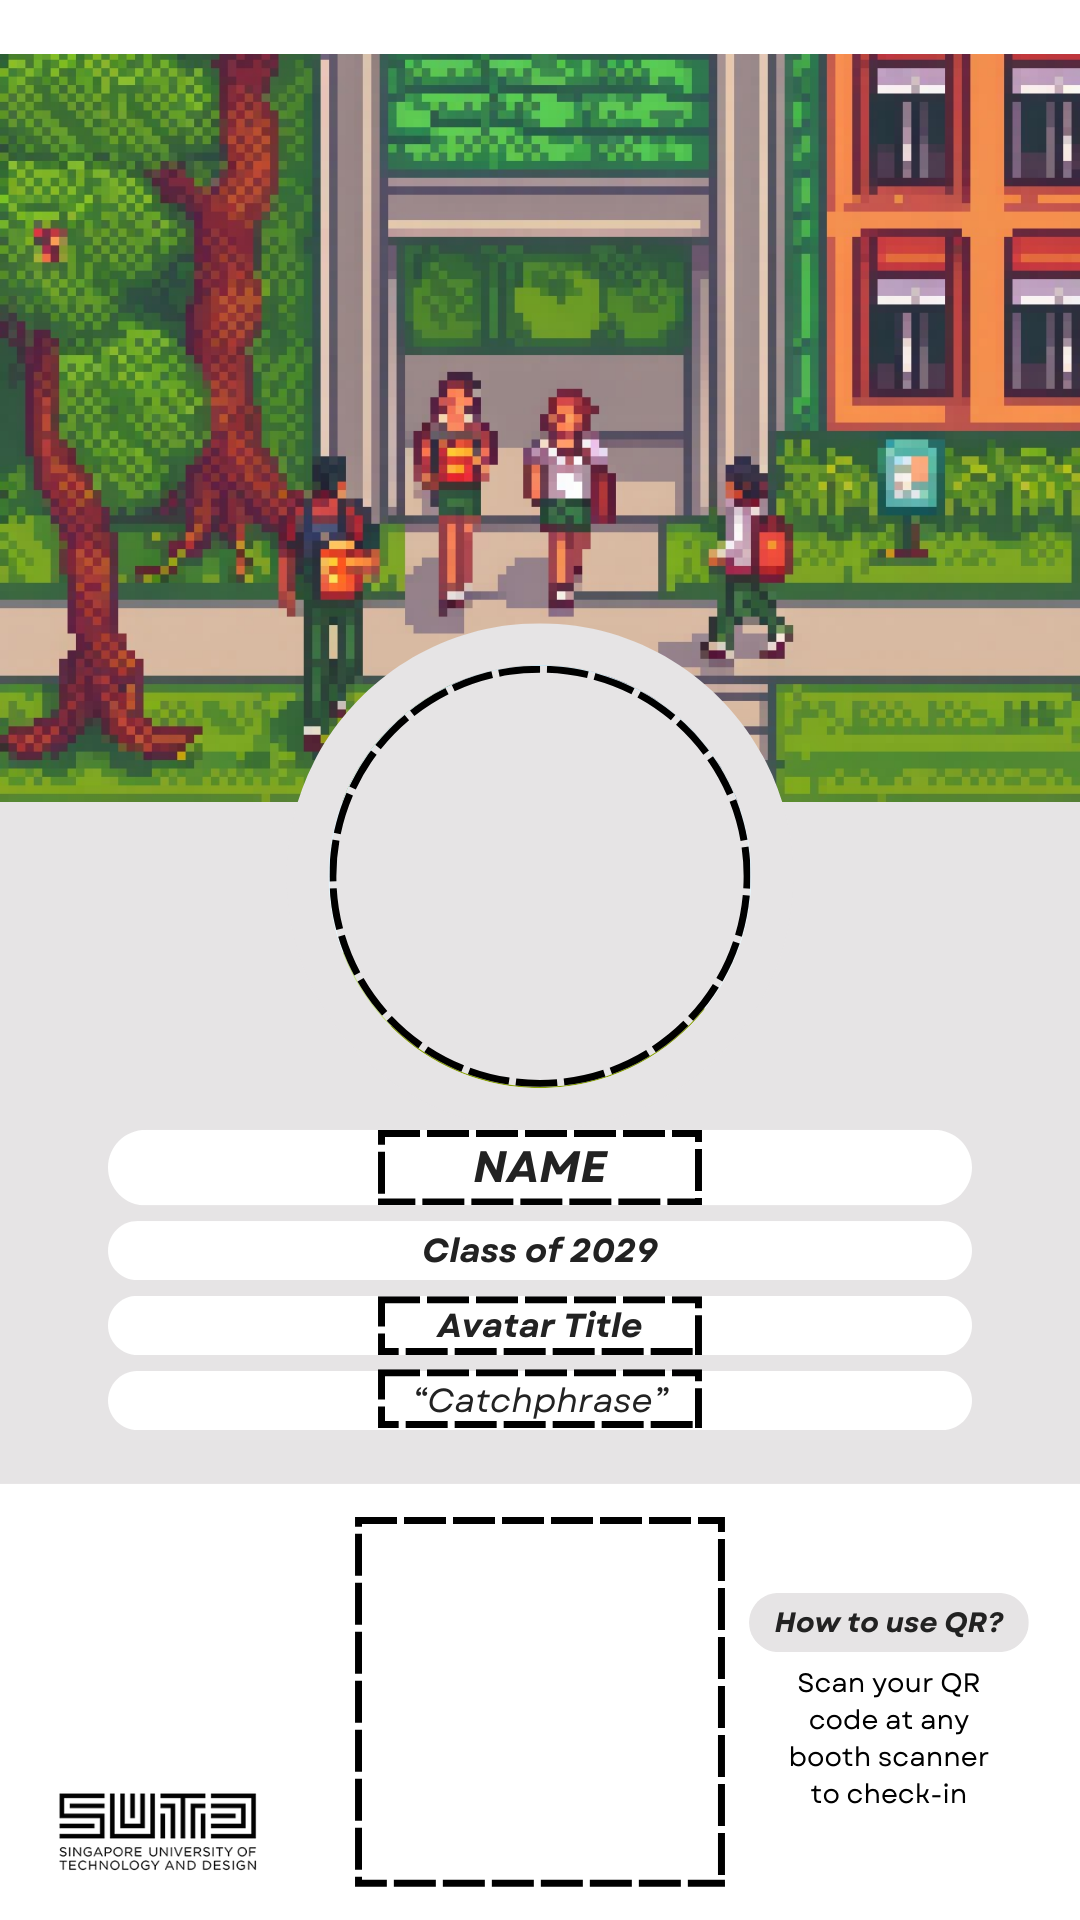 NAME
Class of 2029
Avatar Title
“Catchphrase”
How to use QR?
Scan your QR
code at any
booth scanner
to check-in
SUTD
SINGAPORE UNIVERSITY OF
TECHNOLOGY AND DESIGN